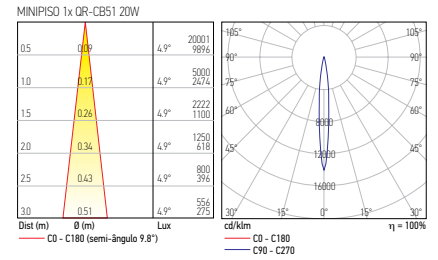 MINIPISO 1x QR-CB51 20W
0.5 0.09 4.9° 20001 9896
1.0 0.17 4.9° 5000 2474
1.5 0.26 4.9° 2222 1100
2.0 0.34 4.9° 1250 618
2.5 0.43 4.9° 800 396
3.0 0.51 4.9° 556 275
Dist (m) Ø (m) Lux
C0 - C180 (semi-ângulo 9.8°)
105° 105°
90° 90°
75° 75°
60° 60°
8000
45° 45°
12000
16000
30° 15° 0° 15° 30°
cd/klm η = 100%
C0 - C180
C90 - C270